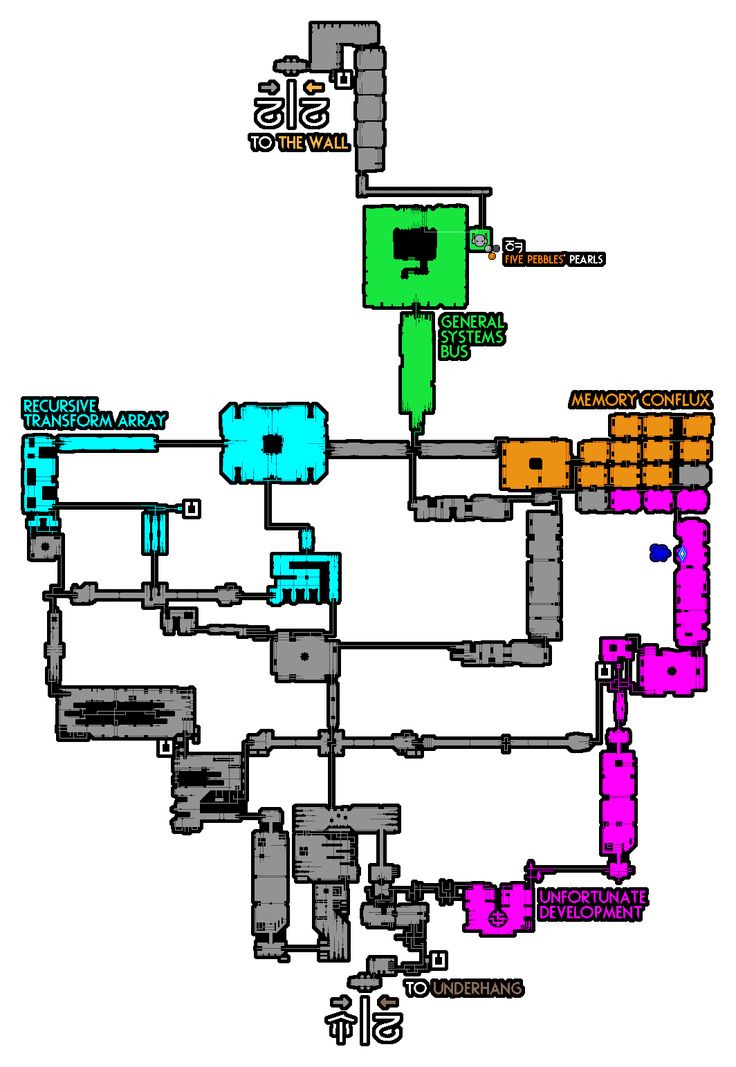 TO THE WALL
FIVE PEBBLES' PEARLS
GENERAL
SYSTEMS
BUS
RECURSIVE
TRANSFORM ARRAY
MEMORY CONFLUX
UNFORTUNATE
DEVELOPMENT
TO UNDERHANG